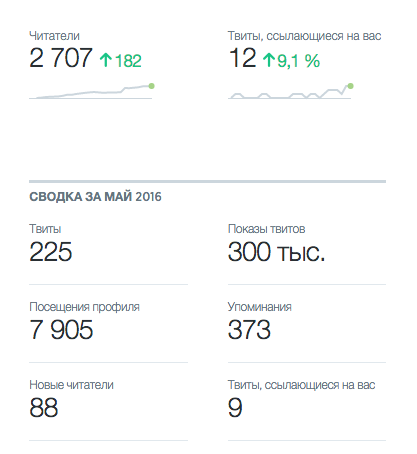 Читатели
2 707 ↑182
Твиты, ссылающиеся на вас
12 ↑9,1 %
СВОДКА ЗА МАЙ 2016
Твиты
225
Показы твитов
300 тыс.
Посещения профиля
7 905
Упоминания
373
Новые читатели
88
Твиты, ссылающиеся на вас
9